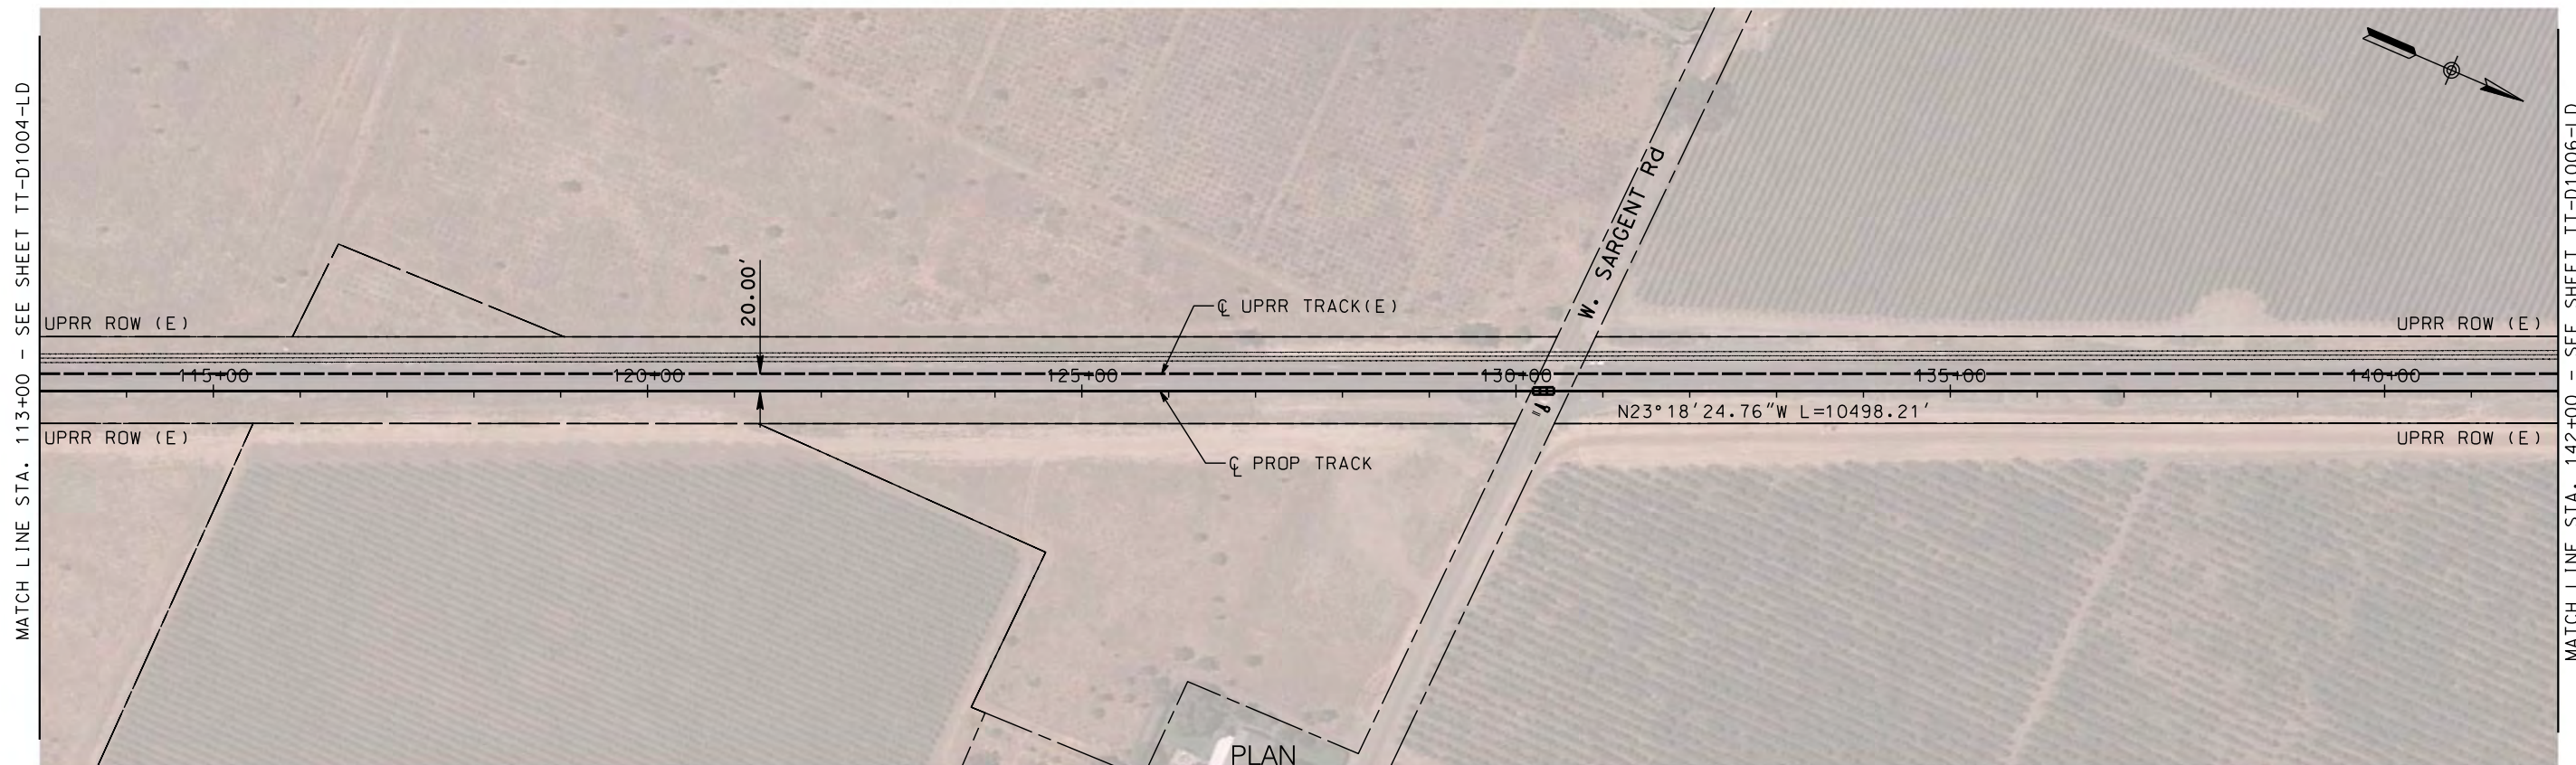 MATCH LINE STA. 113+00 - SEE SHEET TT-D1004-LD
UPRR ROW (E)
20.00'
℄ UPRR TRACK(E)
W. SARGENT Rd
UPRR ROW (E)
115+00 120+00 125+00 130+00 135+00 140+00
N23°18'24.76"W L=10498.21'
UPRR ROW (E)
UPRR ROW (E)
℄ PROP TRACK
PLAN
MATCH LINE STA. 142+00 - SEE SHEET TT-D1006-LD